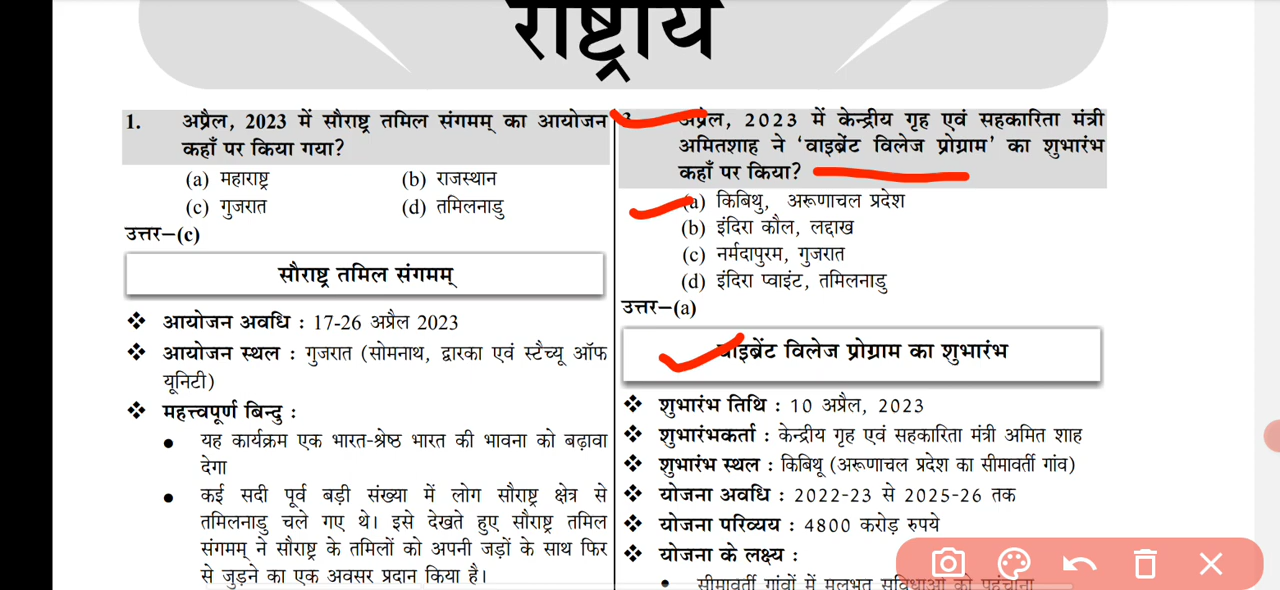 राष्ट्रीय
1. अप्रैल, 2023 में सौराष्ट्र तमिल संगमम् का आयोजन
कहाँ पर किया गया?
(a) महाराष्ट्र (b) राजस्थान
(c) गुजरात (d) तमिलनाडु
उत्तर–(c)
सौराष्ट्र तमिल संगमम्
❖ आयोजन अवधि : 17-26 अप्रैल 2023
❖ आयोजन स्थल : गुजरात (सोमनाथ, द्वारका एवं स्टैच्यू ऑफ
यूनिटी)
❖ महत्त्वपूर्ण बिन्दु :
● यह कार्यक्रम एक भारत-श्रेष्ठ भारत की भावना को बढ़ावा
देगा
● कई सदी पूर्व बड़ी संख्या में लोग सौराष्ट्र क्षेत्र से
तमिलनाडु चले गए थे। इसे देखते हुए सौराष्ट्र तमिल
संगमम् ने सौराष्ट्र के तमिलों को अपनी जड़ों के साथ फिर
से जुड़ने का एक अवसर प्रदान किया है।
अप्रैल, 2023 में केन्द्रीय गृह एवं सहकारिता मंत्री
अमितशाह ने ‘वाइब्रेंट विलेज प्रोग्राम’ का शुभारंभ
कहाँ पर किया?
(a) किबिथु, अरूणाचल प्रदेश
(b) इंदिरा कौल, लद्दाख
(c) नर्मदापुरम, गुजरात
(d) इंदिरा प्वाइंट, तमिलनाडु
उत्तर–(a)
वाइब्रेंट विलेज प्रोग्राम का शुभारंभ
❖ शुभारंभ तिथि : 10 अप्रैल, 2023
❖ शुभारंभकर्ता : केन्द्रीय गृह एवं सहकारिता मंत्री अमित शाह
❖ शुभारंभ स्थल : किबिथू (अरूणाचल प्रदेश का सीमावर्ती गांव)
❖ योजना अवधि : 2022-23 से 2025-26 तक
❖ योजना परिव्यय : 4800 करोड़ रुपये
❖ योजना के लक्ष्य :
● सीमावर्ती गांवों में मूलभूत सुविधाओं को पहुंचाना